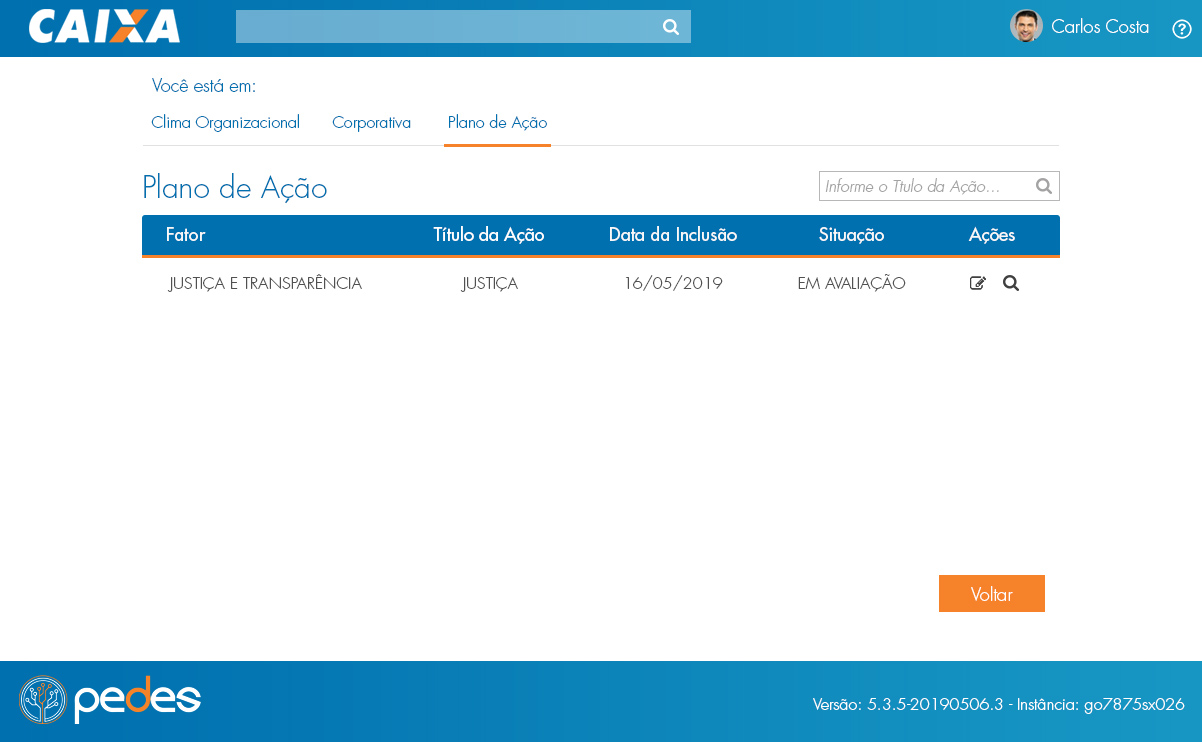 CAIXA
Carlos Costa
Você está em:
Clima Organizacional Corporativa Plano de Ação
Plano de Ação
Informe o Ttulo da Ação...
Fator Título da Ação Data da Inclusão Situação Ações
JUSTIÇA E TRANSPARÊNCIA JUSTIÇA 16/05/2019 EM AVALIAÇÃO
Voltar
pedes
Versão: 5.3.5-20190506.3 - Instância: go7875sx026